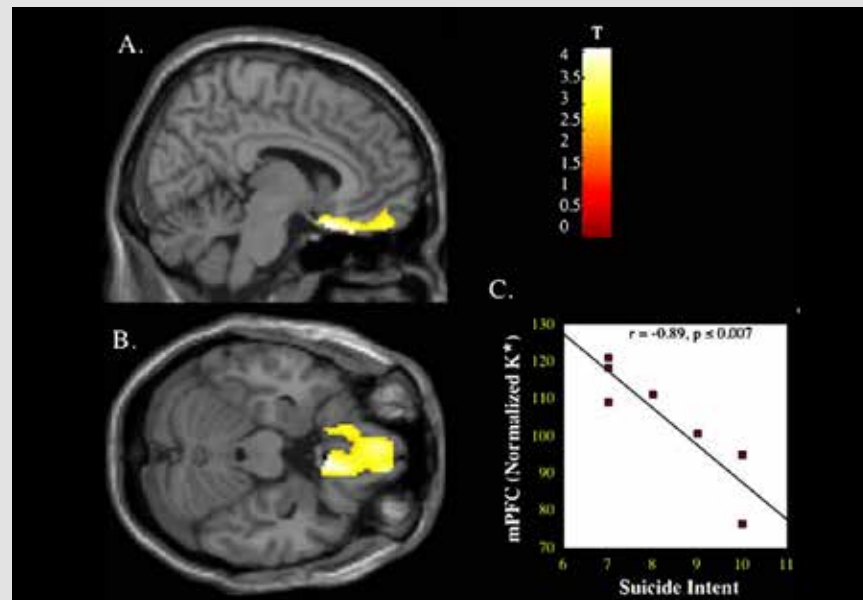 A.
T
4
3.5
3
2.5
2
1.5
1
0.5
0
B.
C.
r = -0.89, p ≤ 0.007
mPFC (Normalized K*)
130
120
110
100
90
80
70
6 7 8 9 10 11
Suicide Intent